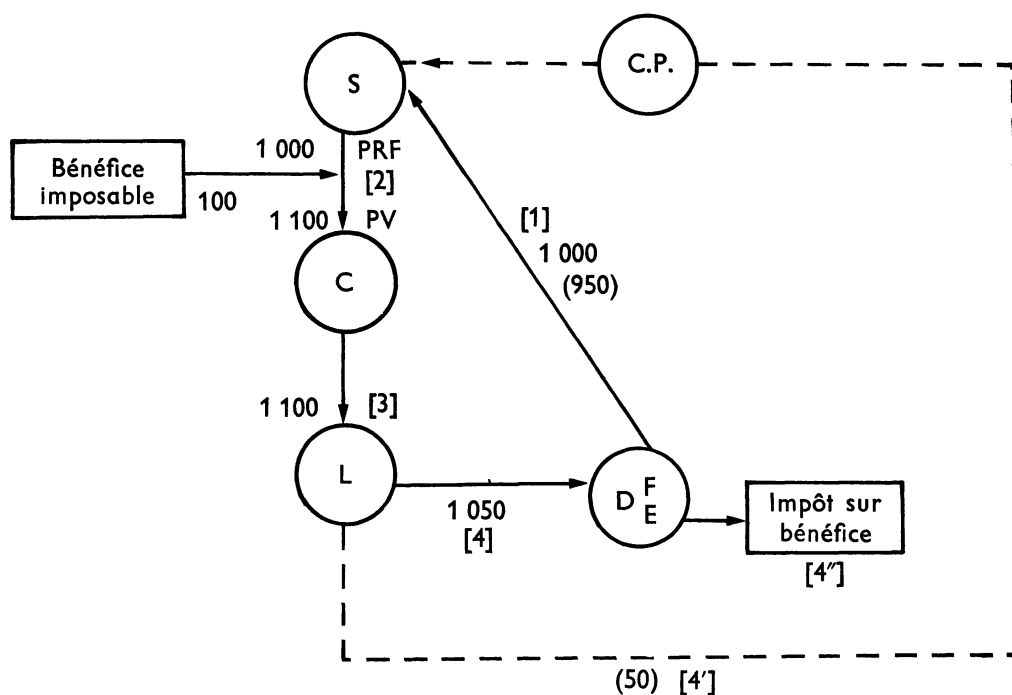 C.P.
S
1 000 PRF
[2]
Bénéfice
imposable
100
1 100 PV
[1]
1 000
(950)
C
1 100 [3]
L
1 050
[4]
D F
E
Impôt sur
bénéfice
[4″]
(50) [4′]